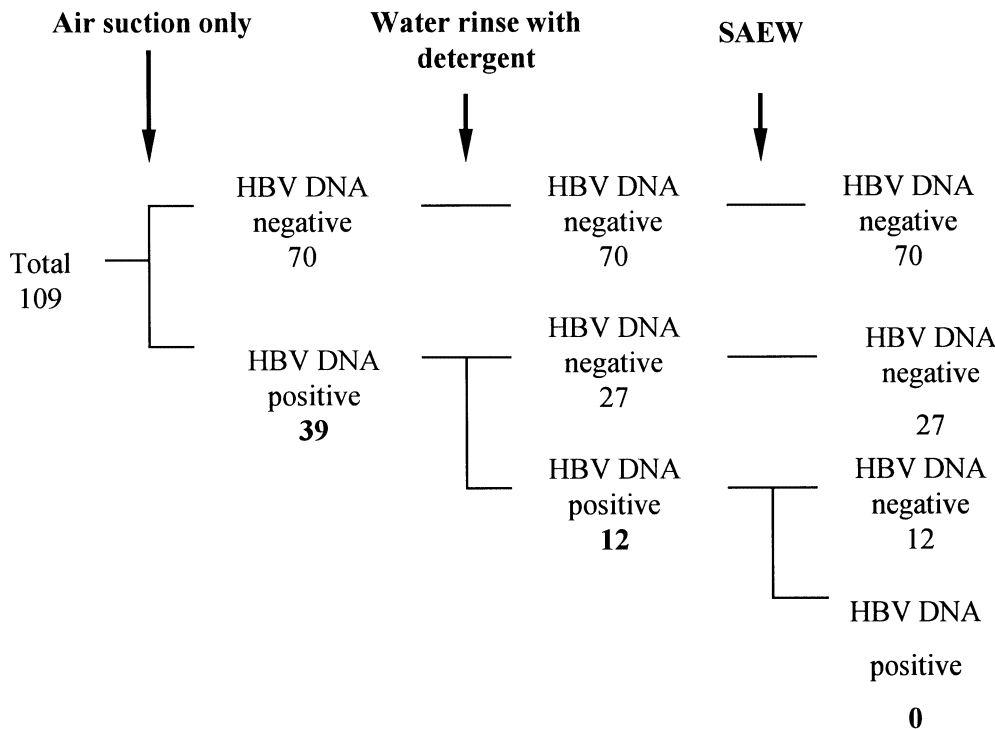 Air suction only
Water rinse with
detergent
SAEW
HBV DNA
negative
70
HBV DNA
negative
70
HBV DNA
negative
70
Total
109
HBV DNA
positive
39
HBV DNA
negative
27
HBV DNA
negative
27
HBV DNA
positive
12
HBV DNA
negative
12
HBV DNA
positive
0